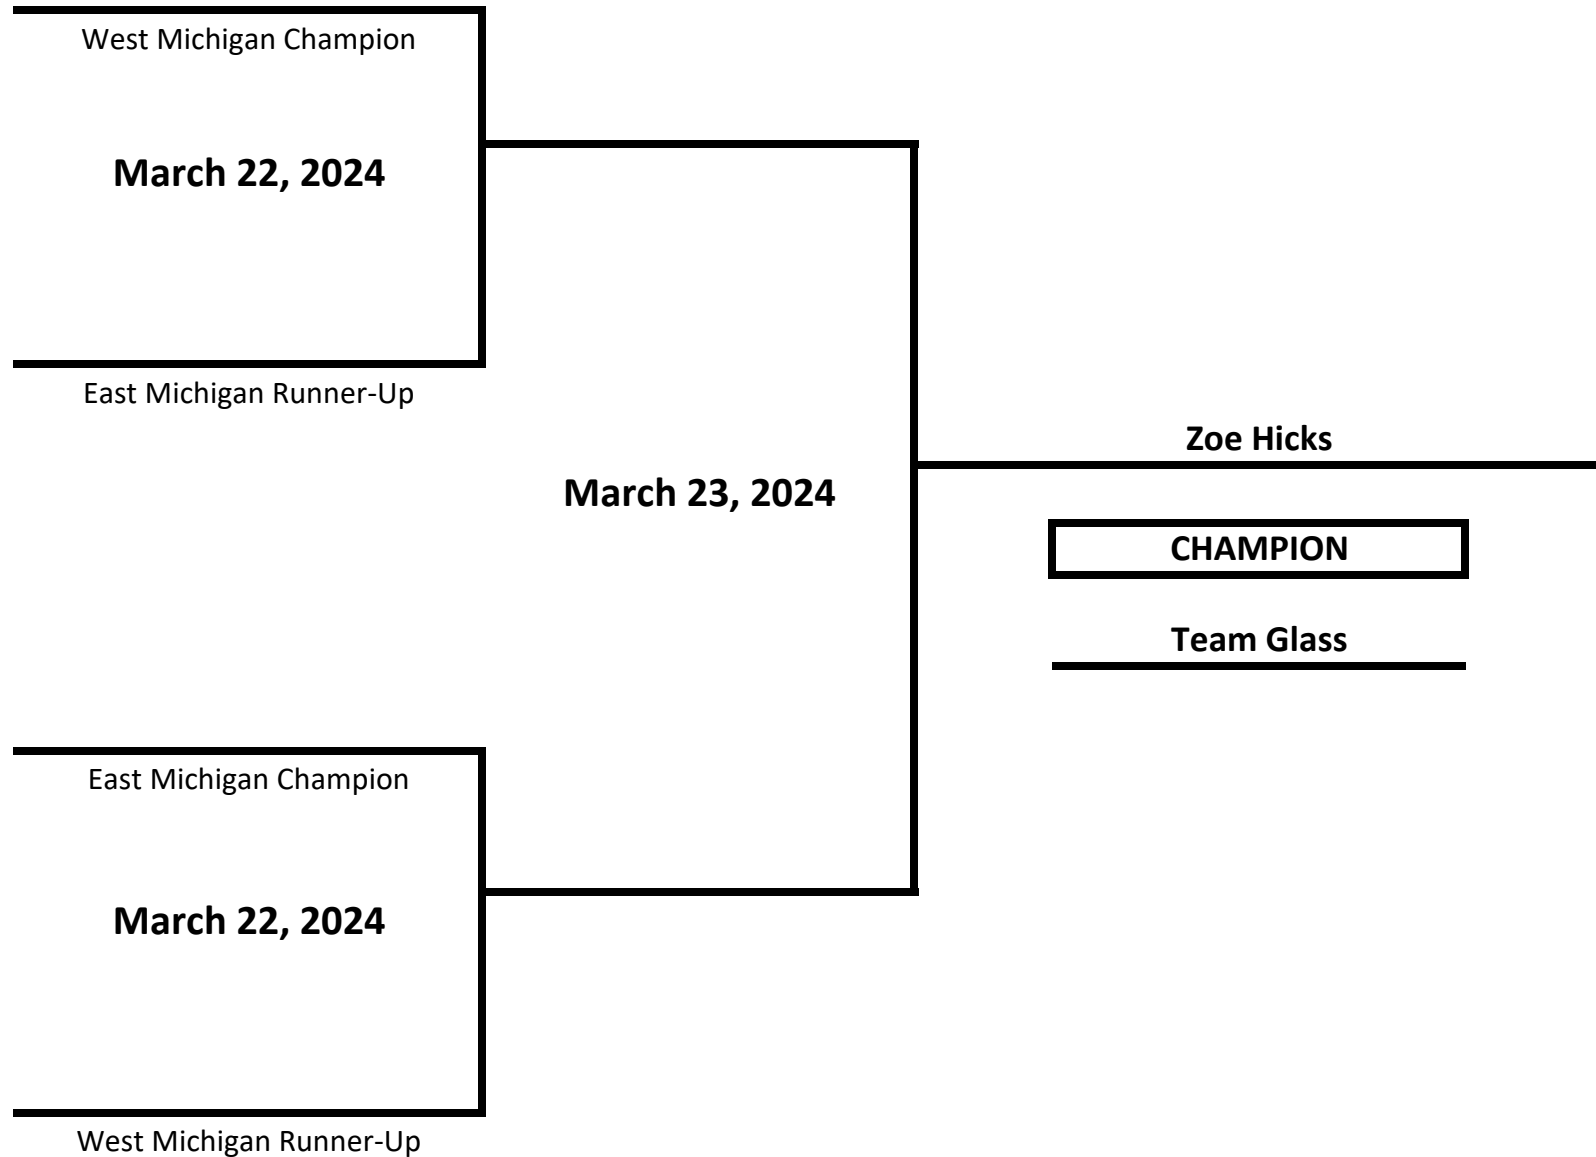 West Michigan Champion
March 22, 2024
East Michigan Runner-Up
March 23, 2024
Zoe Hicks
CHAMPION
Team Glass
East Michigan Champion
March 22, 2024
West Michigan Runner-Up